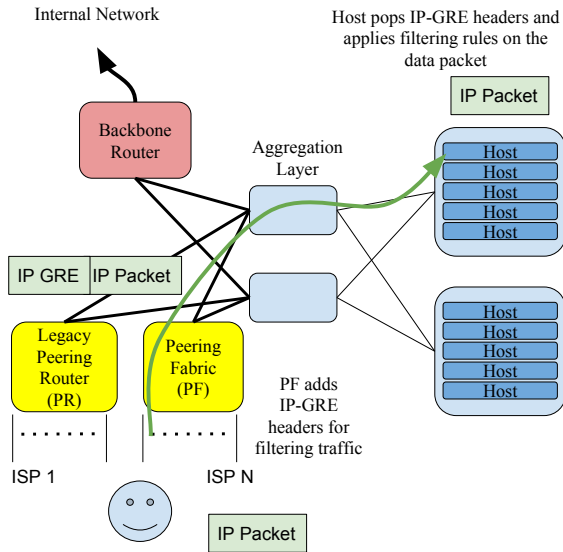 Internal Network
Host pops IP-GRE headers and
applies filtering rules on the
data packet
IP Packet
Backbone
Router
Aggregation
Layer
Host
Host
Host
Host
Host
IP GRE
IP Packet
Legacy
Peering
Router
(PR)
Peering
Fabric
(PF)
Host
Host
Host
Host
Host
PF adds
IP-GRE
headers for
filtering traffic
ISP 1
ISP N
IP Packet